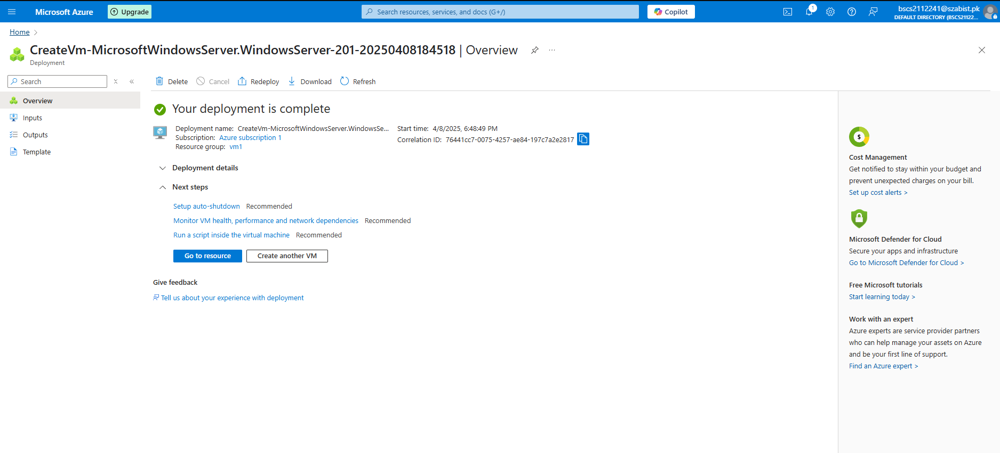 Microsoft Azure
Upgrade
Search resources, services, and docs (G+/)
Copilot
1
bscs2112241@szabist.pk
DEFAULT DIRECTORY (BSCS21122...
Home
CreateVm-MicrosoftWindowsServer.WindowsServer-201-20250408184518 | Overview
...
Deployment
Search
Delete
Cancel
Redeploy
Download
Refresh
Overview
Inputs
Outputs
Template
Your deployment is complete
Deployment name: CreateVm-MicrosoftWindowsServer.WindowsSe...
Subscription: Azure subscription 1
Resource group: vm1
Start time: 4/8/2025, 6:48:49 PM
Correlation ID: 76441cc7-0075-4257-ae84-197c7a2e2817
Deployment details
Next steps
Setup auto-shutdown Recommended
Monitor VM health, performance and network dependencies Recommended
Run a script inside the virtual machine Recommended
Go to resource
Create another VM
Give feedback
Tell us about your experience with deployment
$
Cost Management
Get notified to stay within your budget and
prevent unexpected charges on your bill.
Set up cost alerts >
Microsoft Defender for Cloud
Secure your apps and infrastructure
Go to Microsoft Defender for Cloud >
Free Microsoft tutorials
Start learning today >
Work with an expert
Azure experts are service provider partners
who can help manage your assets on Azure
and be your first line of support.
Find an Azure expert >